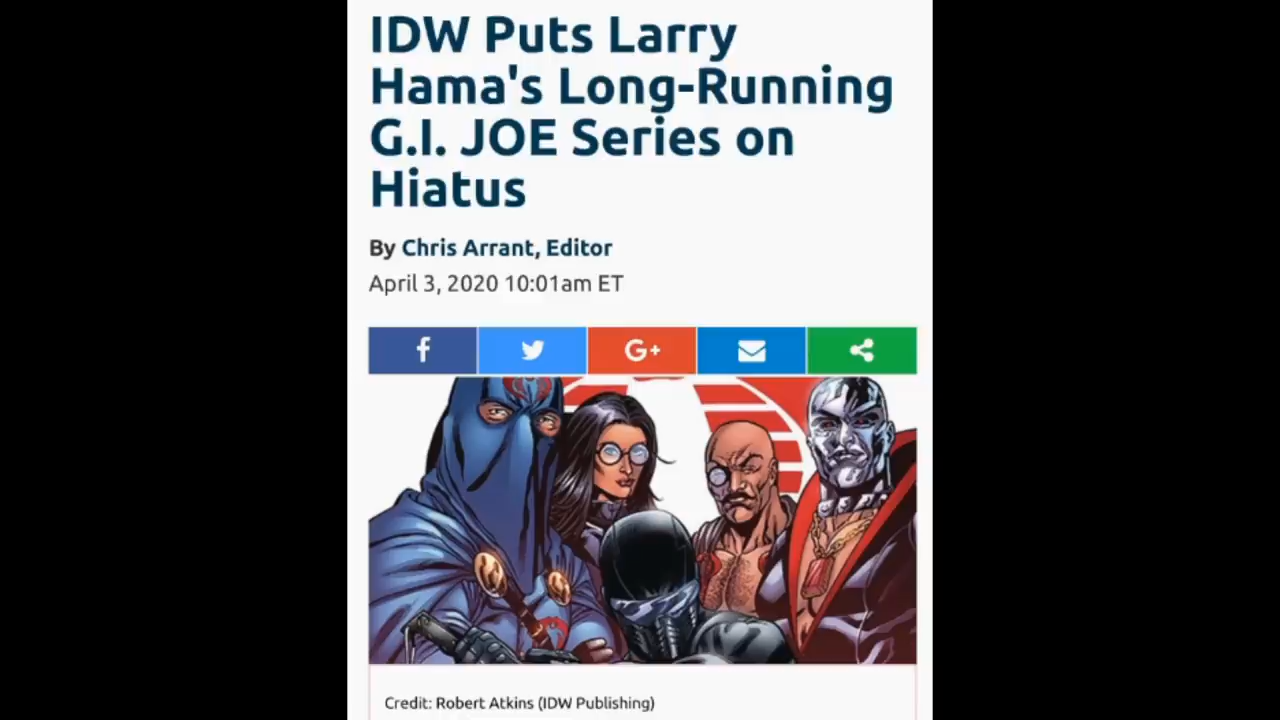 IDW Puts Larry
Hama's Long-Running
G.I. JOE Series on
Hiatus
By Chris Arrant, Editor
April 3, 2020 10:01am ET
f
G+
Credit: Robert Atkins (IDW Publishing)